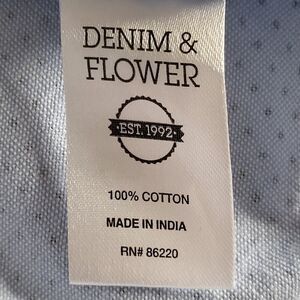 DENIM &
FLOWER
·EST. 1992·
100% COTTON
MADE IN INDIA
RN# 86220